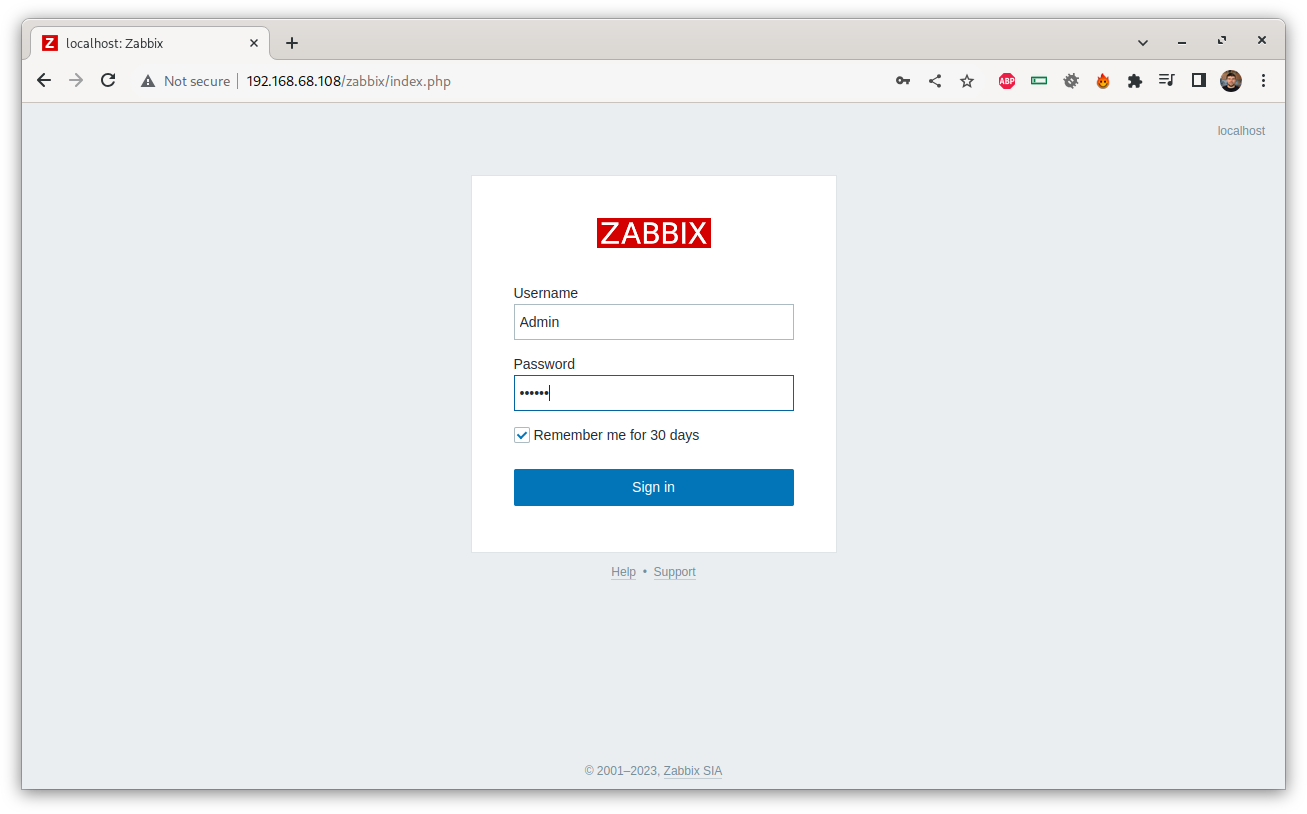 Z localhost: Zabbix
Not secure 192.168.68.108/zabbix/index.php ABP
localhost
ZABBIX
Username
Admin
Password
••••••
Remember me for 30 days
Sign in
Help • Support
© 2001–2023, Zabbix SIA